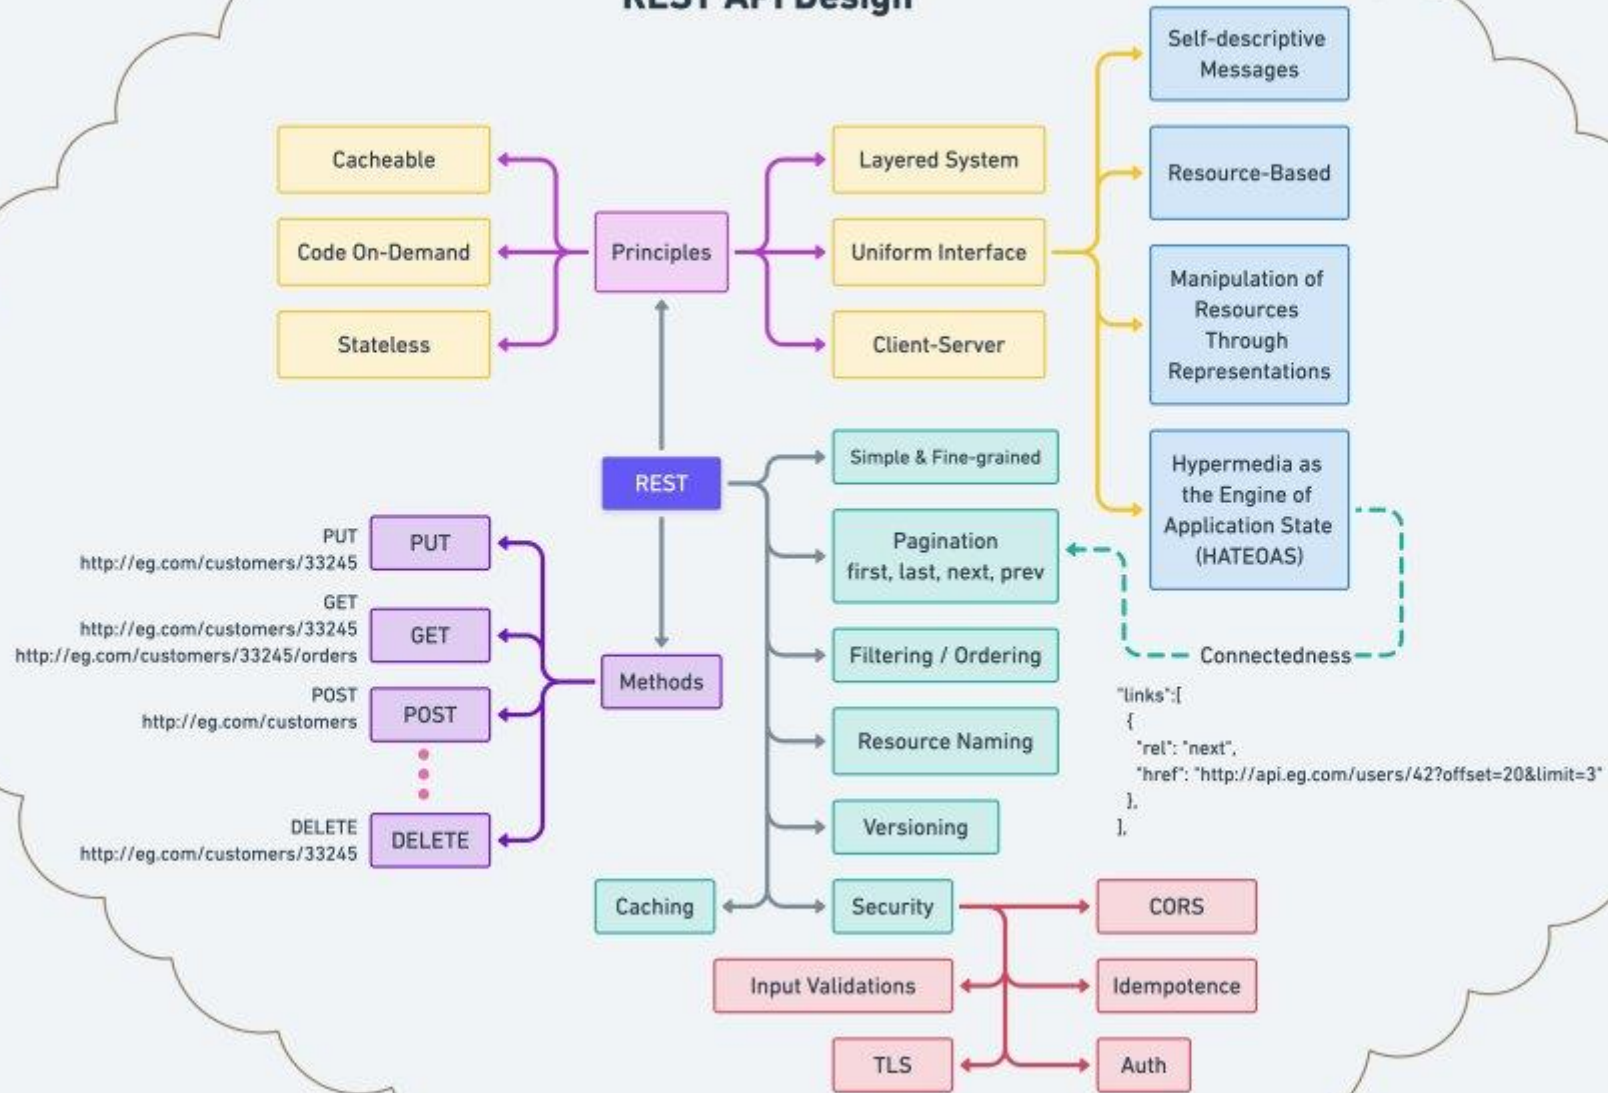 REST API Design
Self-descriptive
Messages
Cacheable
Layered System
Resource-Based
Code On-Demand
Principles
Uniform Interface
Manipulation of
Resources
Through
Representations
Stateless
Client-Server
Simple & Fine-grained
REST
Hypermedia as
the Engine of
Application State
(HATEOAS)
PUT
http://eg.com/customers/33245
PUT
Pagination
first, last, next, prev
GET
http://eg.com/customers/33245
http://eg.com/customers/33245/orders
GET
Filtering / Ordering
Connectedness
Methods
POST
http://eg.com/customers
POST
Resource Naming
"links":[
{
"rel": "next",
"href": "http://api.eg.com/users/42?offset=20&limit=3"
},
],
DELETE
http://eg.com/customers/33245
DELETE
Versioning
Caching
Security
CORS
Input Validations
Idempotence
TLS
Auth